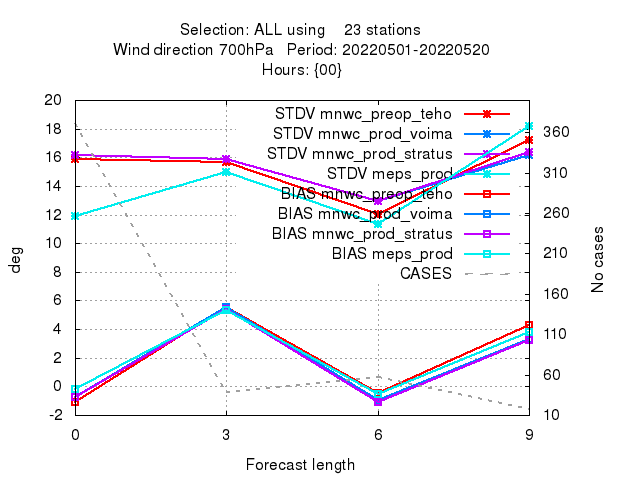 Selection: ALL using 23 stations
Wind direction 700hPa Period: 20220501-20220520
Hours: {00}
20
18
16
14
12
10
8
6
4
2
0
-2
deg
STDV mnwc_preop_teho
STDV mnwc_prod_voima
STDV mnwc_prod_stratus
STDV meps_prod
BIAS mnwc_preop_teho
BIAS mnwc_prod_voima
BIAS mnwc_prod_stratus
BIAS meps_prod
CASES
360
310
260
210
160
110
60
10
No cases
0 3 6 9
Forecast length